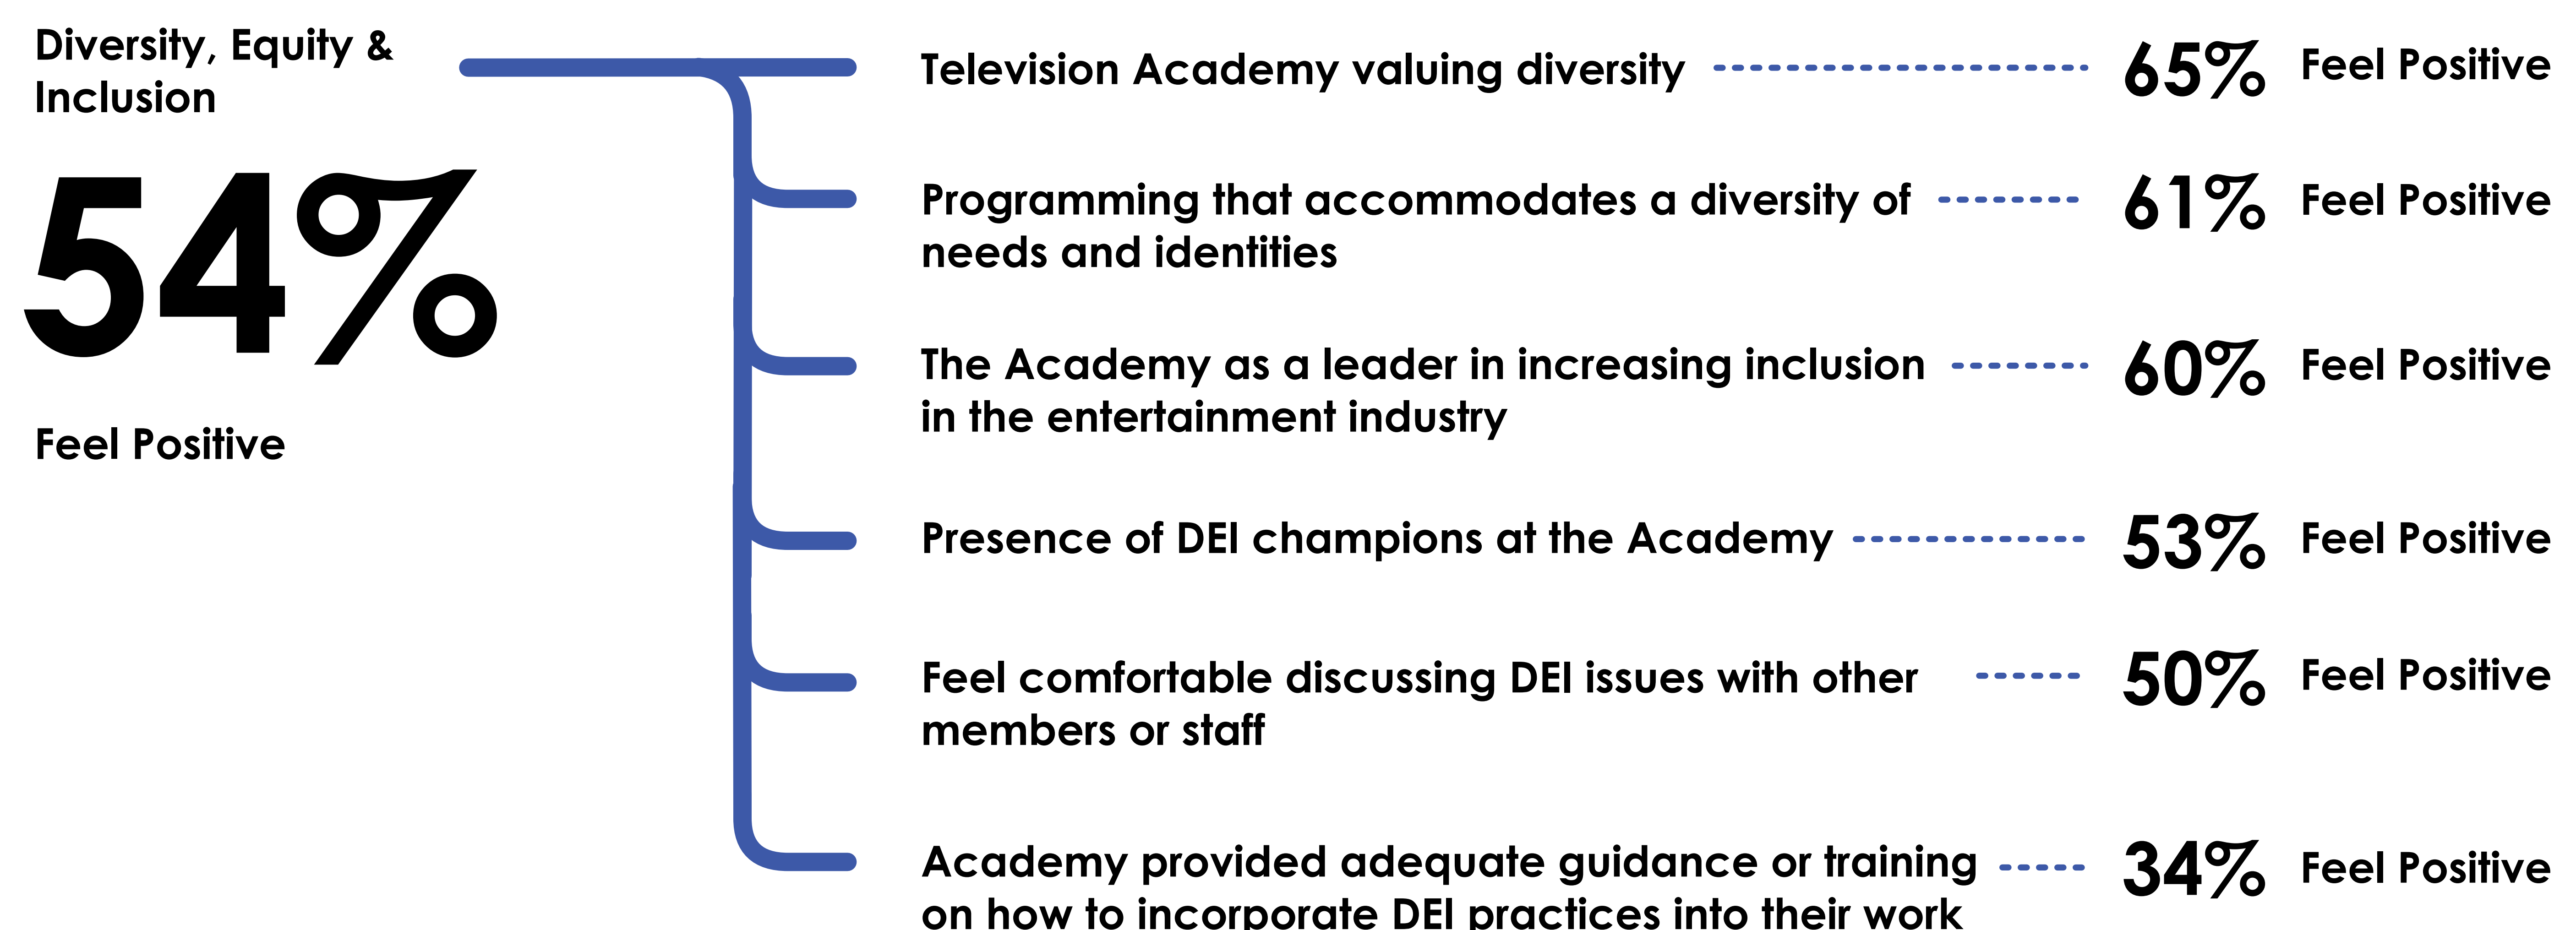 Diversity, Equity &
Inclusion
54%
Feel Positive
Television Academy valuing diversity
65% Feel Positive
Programming that accommodates a diversity of
needs and identities
61% Feel Positive
The Academy as a leader in increasing inclusion
in the entertainment industry
60% Feel Positive
Presence of DEI champions at the Academy
53% Feel Positive
Feel comfortable discussing DEI issues with other
members or staff
50% Feel Positive
Academy provided adequate guidance or training
on how to incorporate DEI practices into their work
34% Feel Positive